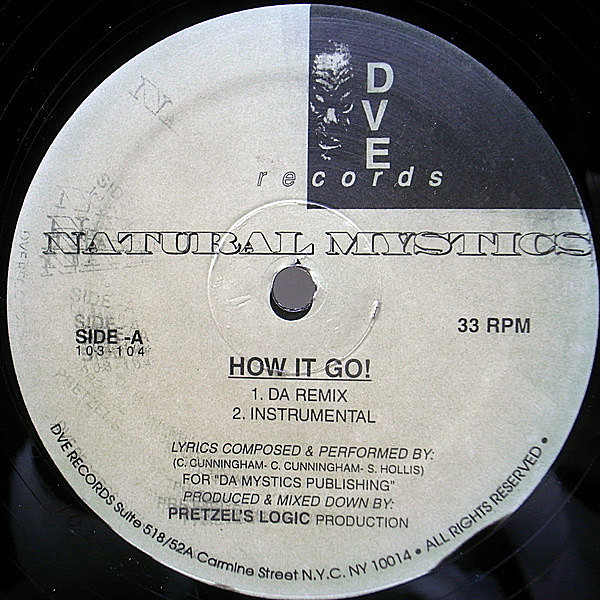 DVE
records
NATURAL MYSTICS
SIDE -A
103-104
33 RPM
HOW IT GO!
1. DA REMIX
2. INSTRUMENTAL
LYRICS COMPOSED & PERFORMED BY:
(C. CUNNINGHAM- C. CUNNINGHAM- S. HOLLIS)
FOR "DA MYSTICS PUBLISHING"
PRODUCED & MIXED DOWN BY:
PRETZEL'S LOGIC PRODUCTION
DVE RECORDS Suite 518/52A Carmine Street N.Y.C. NY 10014 • ALL RIGHTS RESERVED •